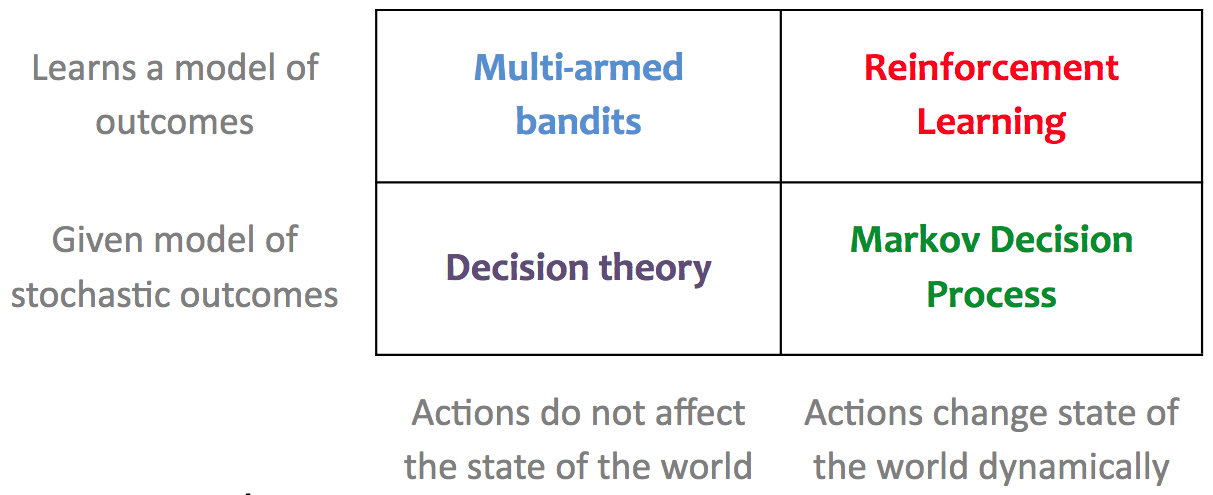 Learns a model of
outcomes
Multi-armed
bandits
Reinforcement
Learning
Given model of
stochastic outcomes
Decision theory
Markov Decision
Process
Actions do not affect
the state of the world
Actions change state of
the world dynamically